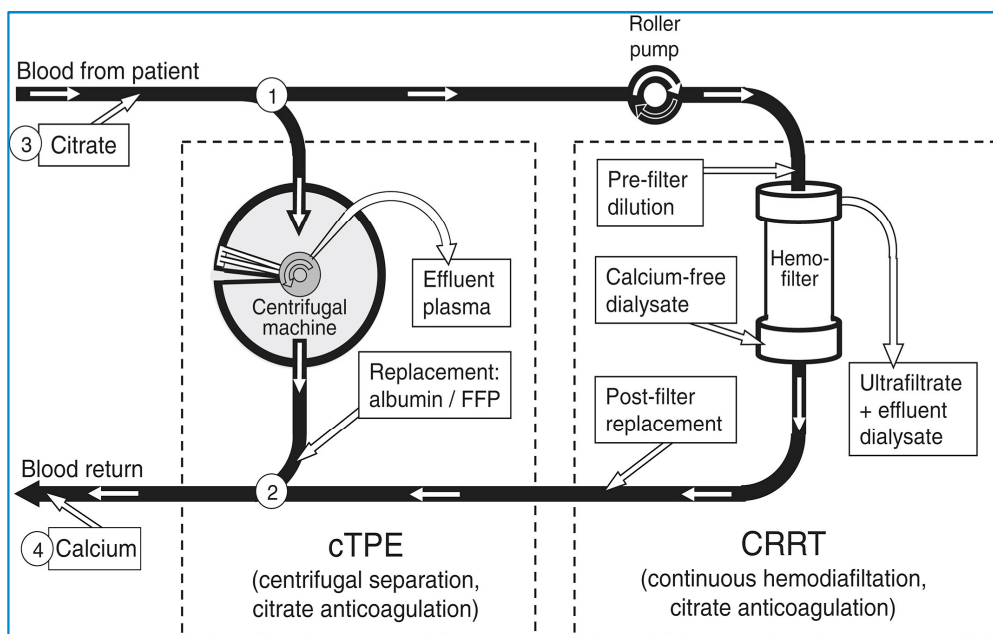 Roller
pump
Blood from patient
1
3 Citrate
Pre-filter
dilution
Hemo-
filter
Effluent
plasma
Calcium-free
dialysate
Centrifugal
machine
Replacement:
albumin / FFP
Post-filter
replacement
Ultrafiltrate
+ effluent
dialysate
Blood return
2
4 Calcium
cTPE
(centrifugal separation,
citrate anticoagulation)
CRRT
(continuous hemodiafiltation,
citrate anticoagulation)